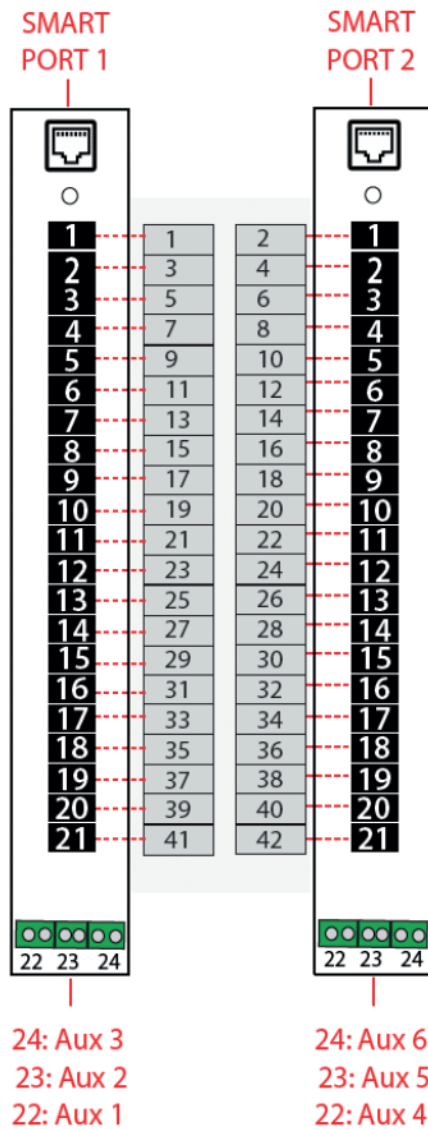 SMART SMART
PORT 1 PORT 2
1 1 2 1
2 3 4 2
3 5 6 3
4 7 8 4
5 9 10 5
6 11 12 6
7 13 14 7
8 15 16 8
9 17 18 9
10 19 20 10
11 21 22 11
12 23 24 12
13 25 26 13
14 27 28 14
15 29 30 15
16 31 32 16
17 33 34 17
18 35 36 18
19 37 38 19
20 39 40 20
21 41 42 21
22 23 24 22 23 24
24: Aux 3 24: Aux 6
23: Aux 2 23: Aux 5
22: Aux 1 22: Aux 4